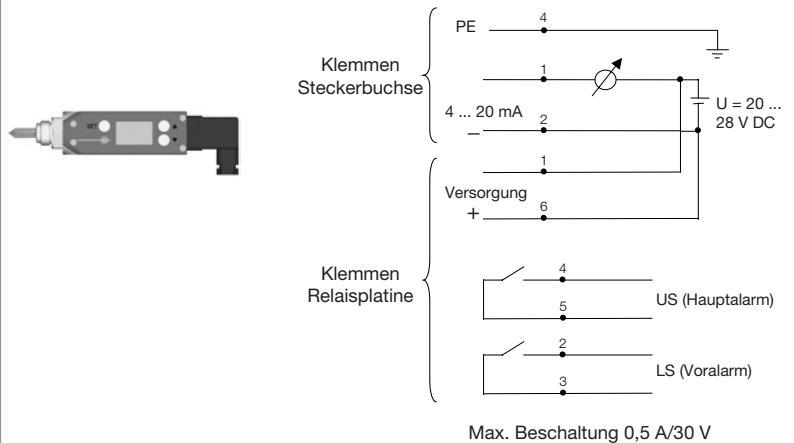 PE
4
Klemmen
Steckerbuchse
1
4 ... 20 mA
2
–
U = 20 ...
28 V DC
SET
1
Versorgung
+
6
Klemmen
Relaisplatine
4
5
US (Hauptalarm)
2
3
LS (Voralarm)
Max. Beschaltung 0,5 A/30 V